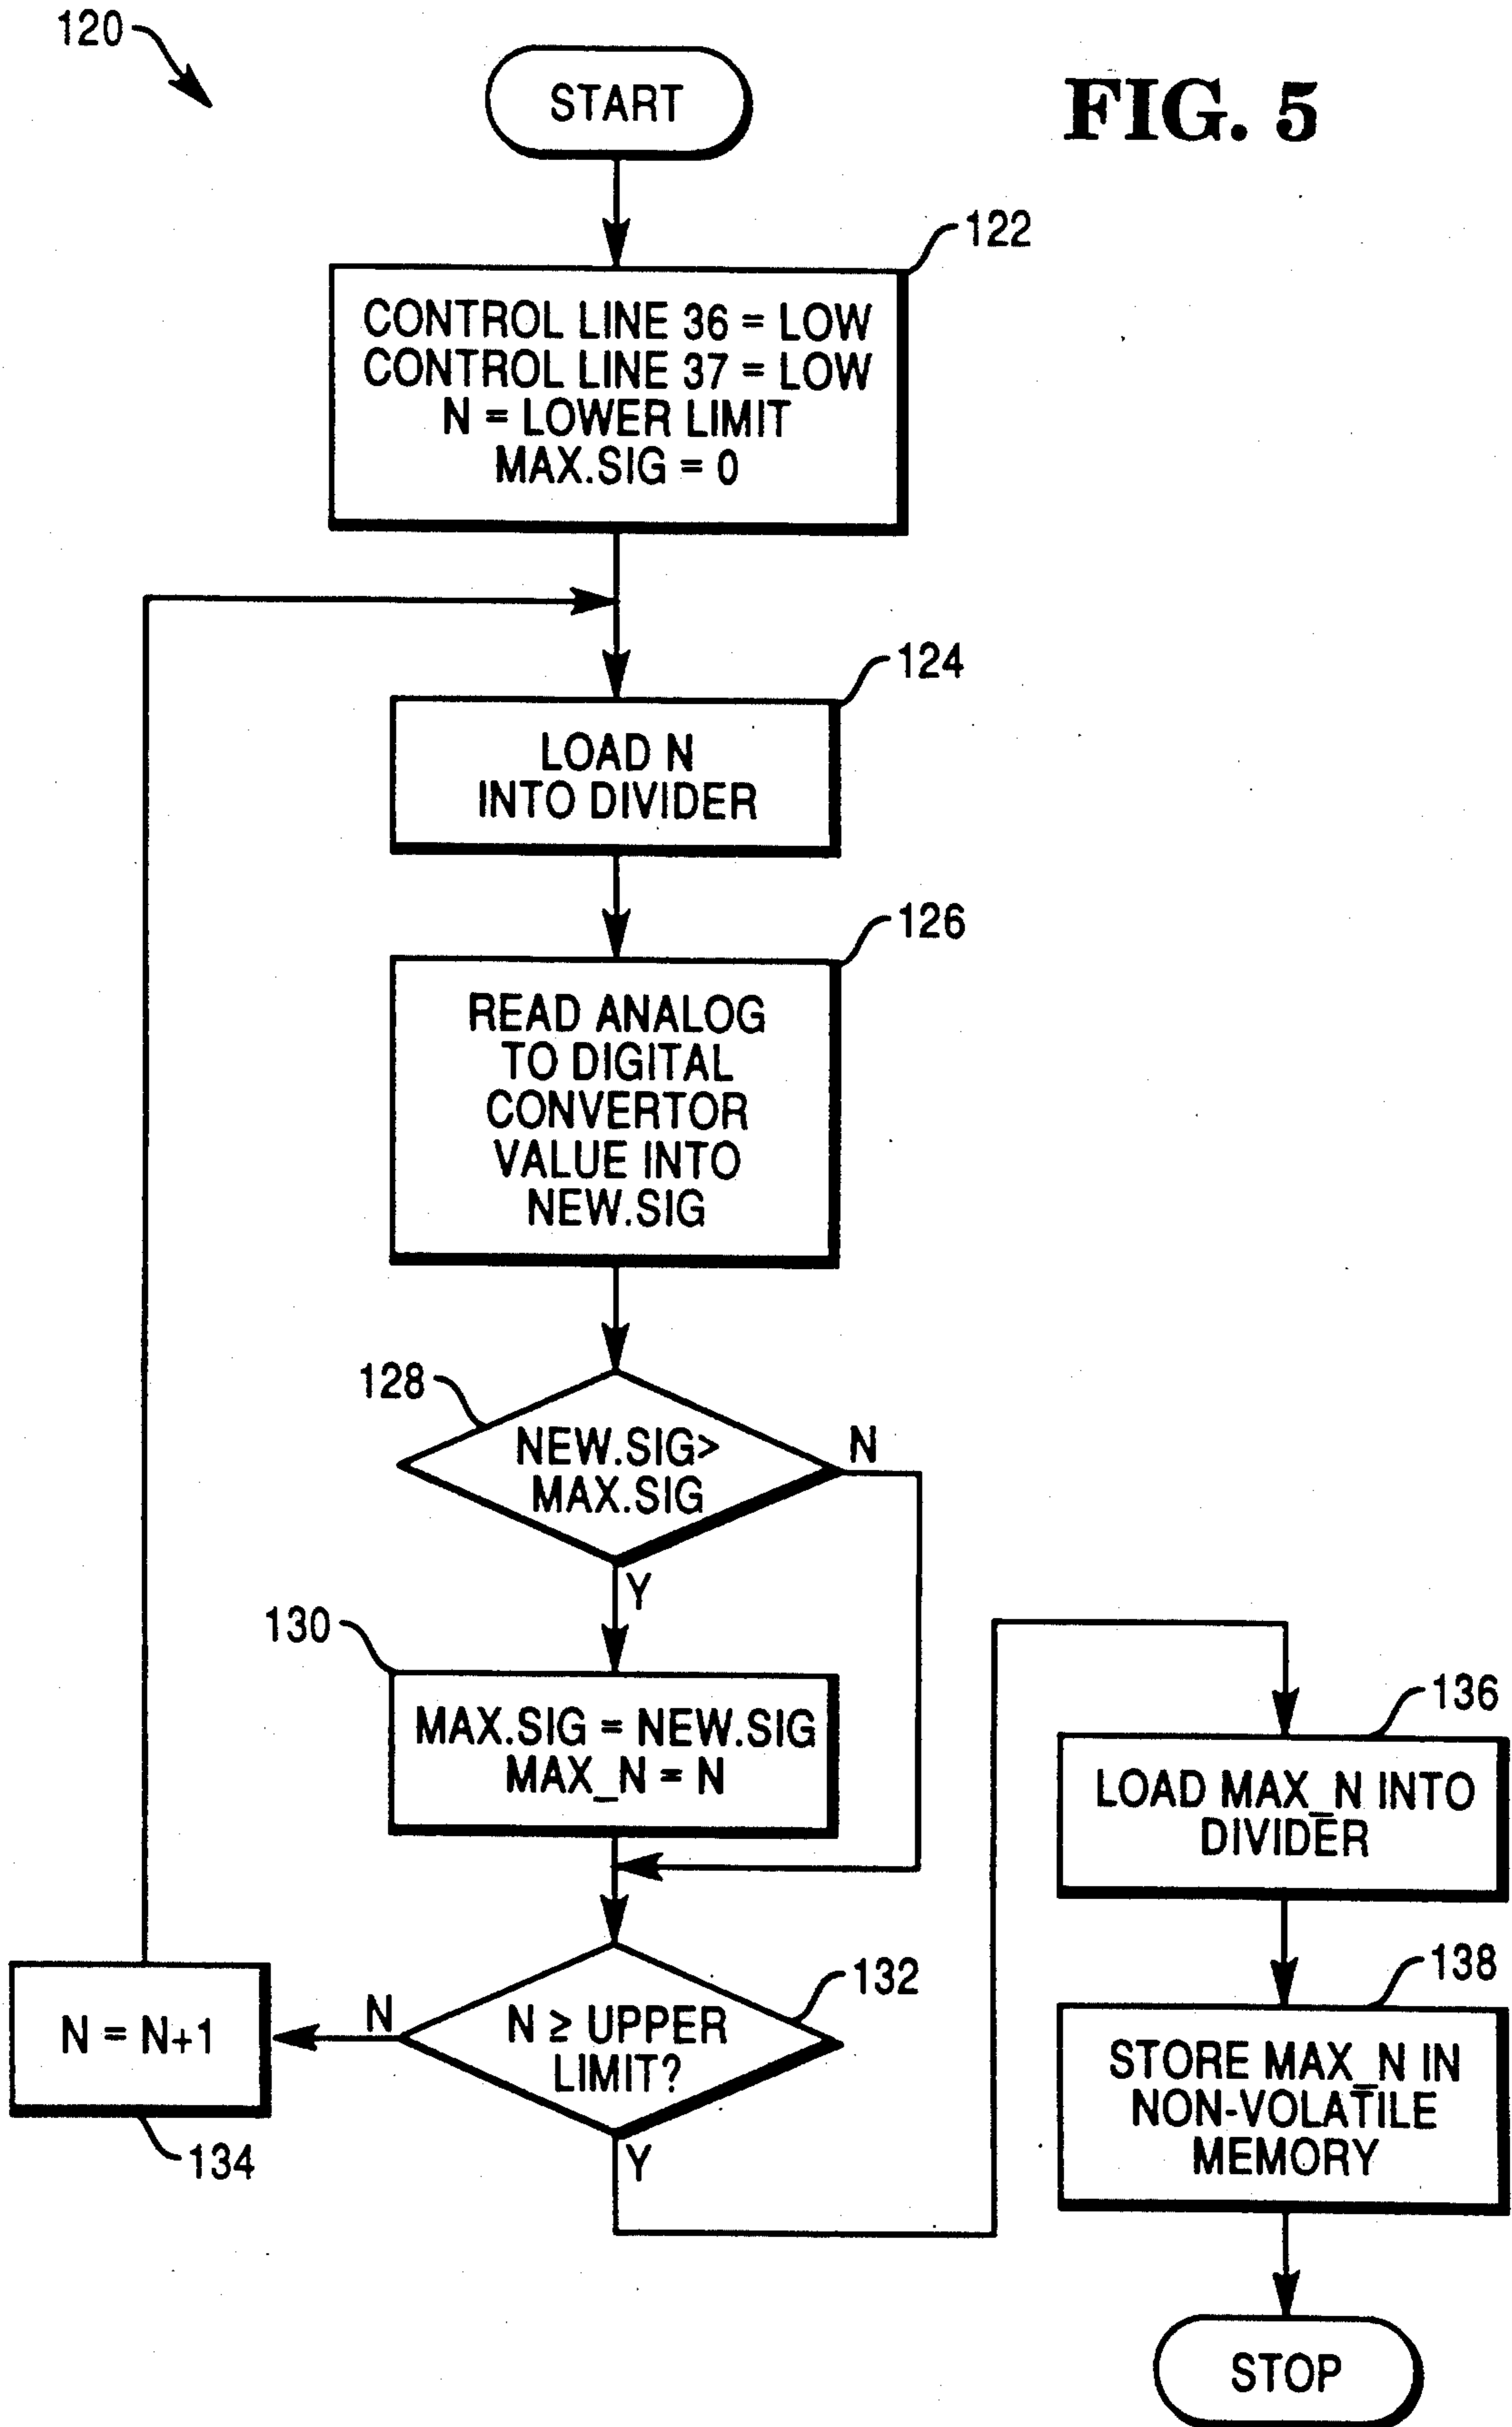 120
START
FIG. 5
122
CONTROL LINE 36 = LOW
CONTROL LINE 37 = LOW
N = LOWER LIMIT
MAX.SIG = 0
124
LOAD N
INTO DIVIDER
126
READ ANALOG
TO DIGITAL
CONVERTOR
VALUE INTO
NEW.SIG
128
NEW.SIG>
MAX.SIG
N
Y
130
MAX.SIG = NEW.SIG
MAX_N = N
132
N ≥ UPPER
LIMIT?
N
Y
N = N+1
134
136
LOAD MAX_N INTO
DIVIDER
138
STORE MAX_N IN
NON-VOLATILE
MEMORY
STOP